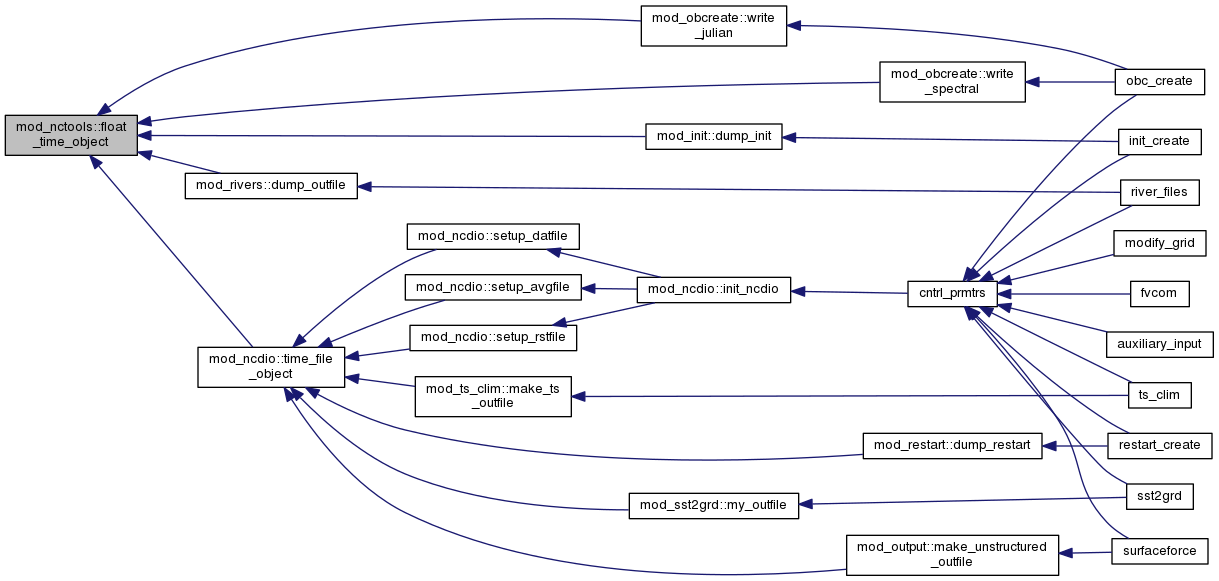 mod_obcreate::write
_julian
mod_obcreate::write
_spectral
obc_create
mod_nctools::float
_time_object
mod_init::dump_init
init_create
mod_rivers::dump_outfile
river_files
mod_ncdio::setup_datfile
modify_grid
mod_ncdio::setup_avgfile
mod_ncdio::init_ncdio
cntrl_prmtrs
fvcom
mod_ncdio::setup_rstfile
auxiliary_input
mod_ncdio::time_file
_object
mod_ts_clim::make_ts
_outfile
ts_clim
mod_restart::dump_restart
restart_create
mod_sst2grd::my_outfile
sst2grd
mod_output::make_unstructured
_outfile
surfaceforce